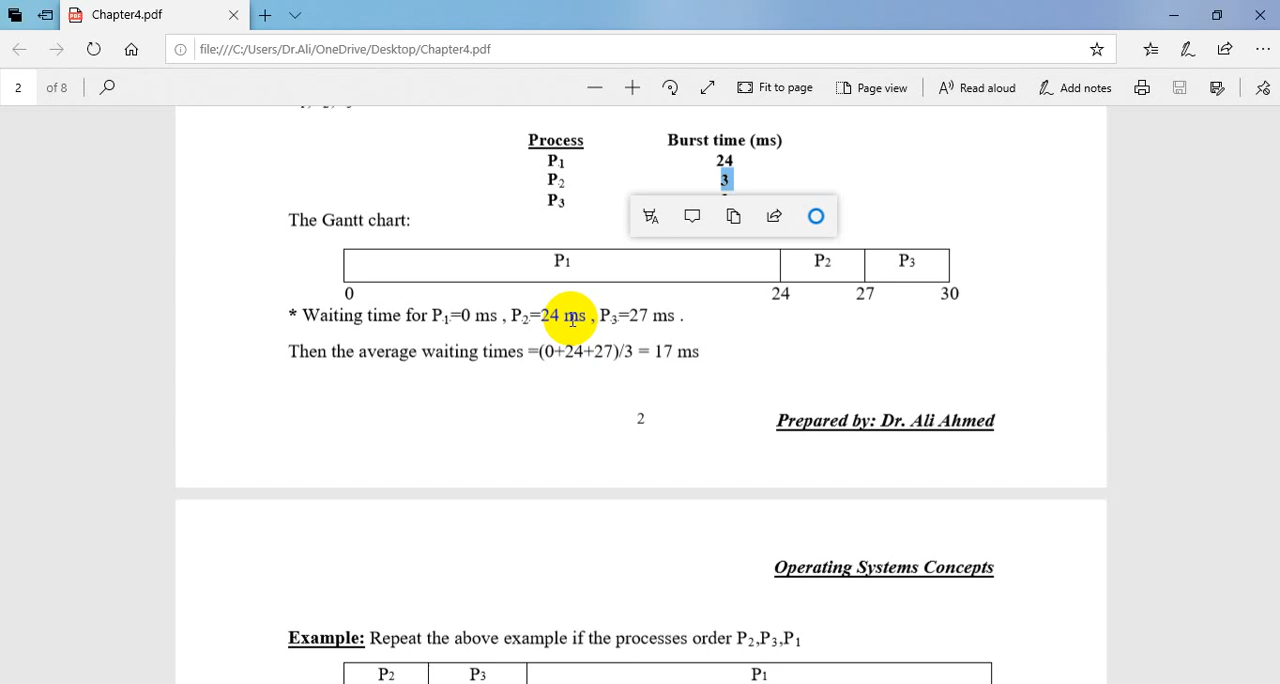 Chapter4.pdf
file:///C:/Users/Dr.Ali/OneDrive/Desktop/Chapter4.pdf
2 of 8 Fit to page Page view Read aloud Add notes
Process Burst time (ms)
P1 24
P2 3
P3
The Gantt chart:
P1 P2 P3
0 24 27 30
* Waiting time for P1=0 ms , P2=24 ms , P3=27 ms .
Then the average waiting times =(0+24+27)/3 = 17 ms
2 Prepared by: Dr. Ali Ahmed
Operating Systems Concepts
Example: Repeat the above example if the processes order P2,P3,P1
P2 P3 P1